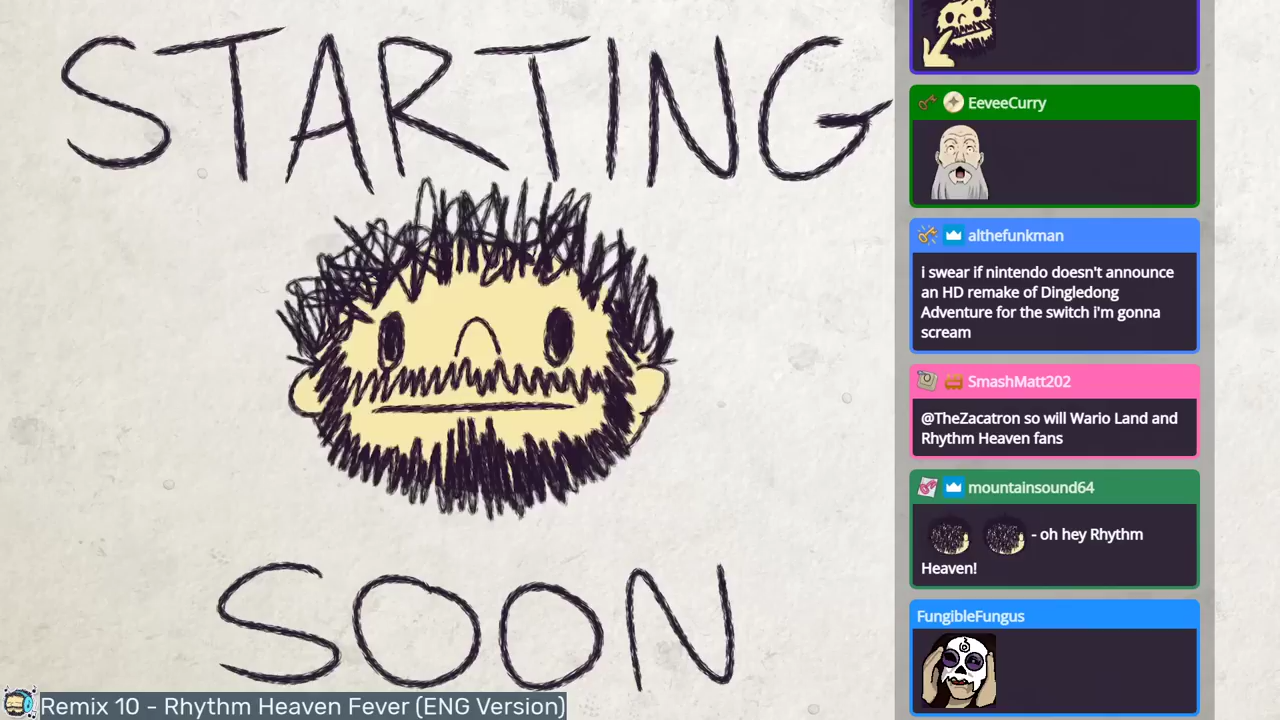 STARTING
SOON
EeveeCurry
althefunkman
i swear if nintendo doesn't announce
an HD remake of Dingledong
Adventure for the switch i'm gonna
scream
SmashMatt202
@TheZacatron so will Wario Land and
Rhythm Heaven fans
mountainsound64
- oh hey Rhythm
Heaven!
FungibleFungus
Remix 10 - Rhythm Heaven Fever (ENG Version)